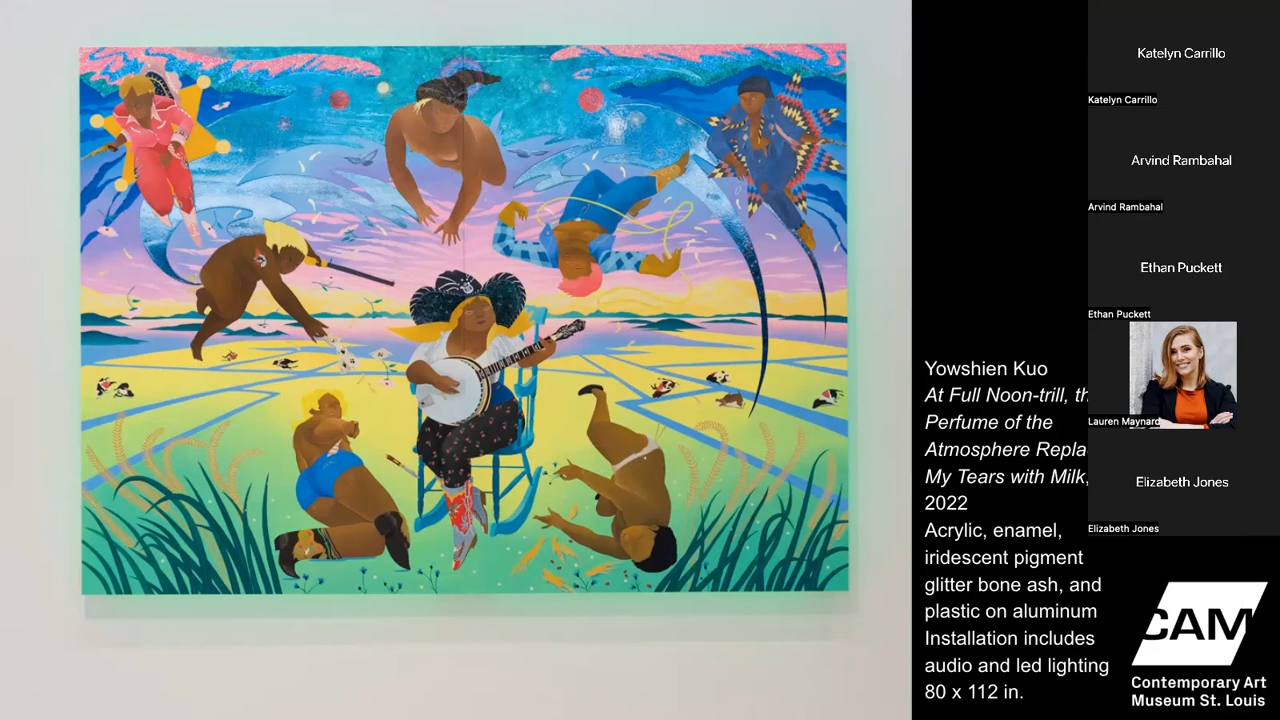 Yowshien Kuo
At Full Noon-trill, th
Perfume of the
Atmosphere Repla
My Tears with Milk,
2022
Acrylic, enamel,
iridescent pigment
glitter bone ash, and
plastic on aluminum
Installation includes
audio and led lighting
80 x 112 in.
Katelyn Carrillo
Katelyn Carrillo
Arvind Rambahal
Arvind Rambahal
Ethan Puckett
Ethan Puckett
Lauren Maynard
Elizabeth Jones
Elizabeth Jones
CAM
Contemporary Art
Museum St. Louis